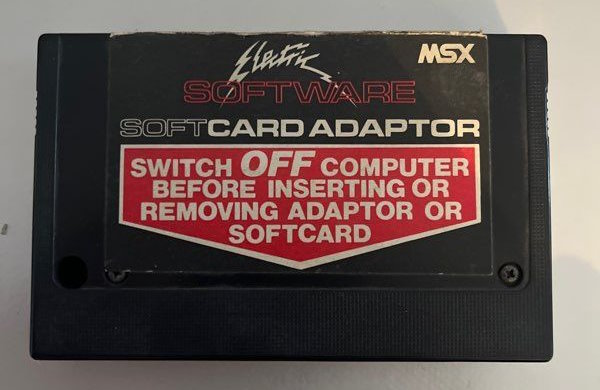 Electric
MSX
SOFTWARE
SOFTCARD ADAPTOR
SWITCH OFF COMPUTER
BEFORE INSERTING OR
REMOVING ADAPTOR OR
SOFTCARD